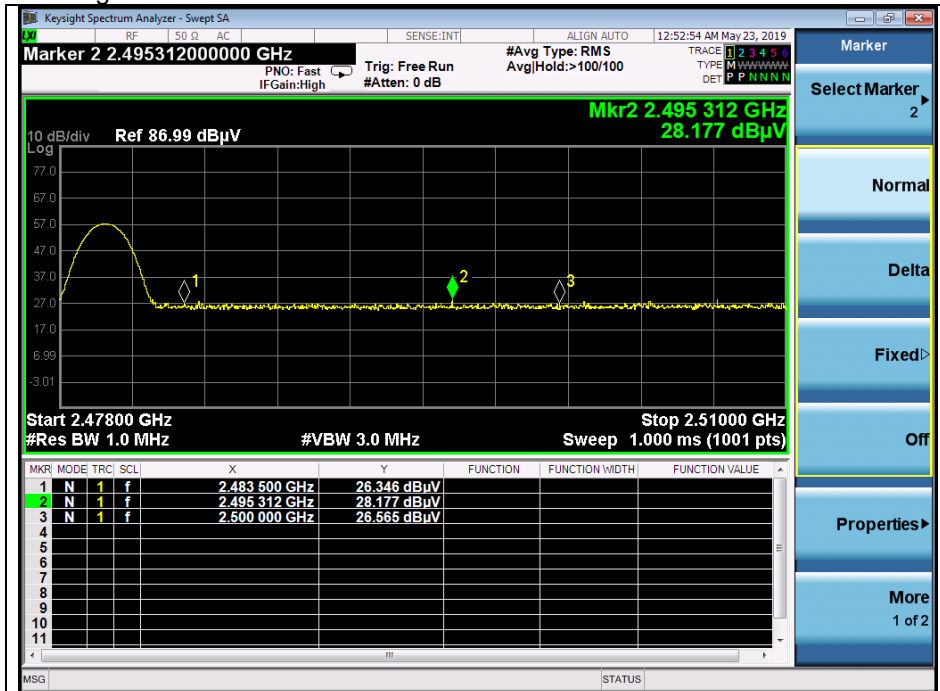 Keysight Spectrum Analyzer - Swept SA
LXI RF 50 Ω AC SENSE:INT ALIGN AUTO 12:52:54 AM May 23, 2019
Marker 2 2.495312000000 GHz
PNO: Fast
IFGain:High
Trig: Free Run
#Atten: 0 dB
#Avg Type: RMS
Avg|Hold:>100/100
TRACE 1 2 3 4 5 6
TYPE M W W W W W
DET P P N N N N
Mkr2 2.495 312 GHz
28.177 dBµV
10 dB/div Ref 86.99 dBµV
Log
77.0
67.0
57.0
47.0
37.0
27.0
17.0
6.99
-3.01
1
2
3
Start 2.47800 GHz Stop 2.51000 GHz
#Res BW 1.0 MHz #VBW 3.0 MHz Sweep 1.000 ms (1001 pts)
MKR MODE TRC SCL X Y FUNCTION FUNCTION WIDTH FUNCTION VALUE
1 N 1 f 2.483 500 GHz 26.346 dBµV
2 N 1 f 2.495 312 GHz 28.177 dBµV
3 N 1 f 2.500 000 GHz 26.565 dBµV
4
5
6
7
8
9
10
11
MSG STATUS
Marker
Select Marker
2
Normal
Delta
Fixed
Off
Properties
More
1 of 2